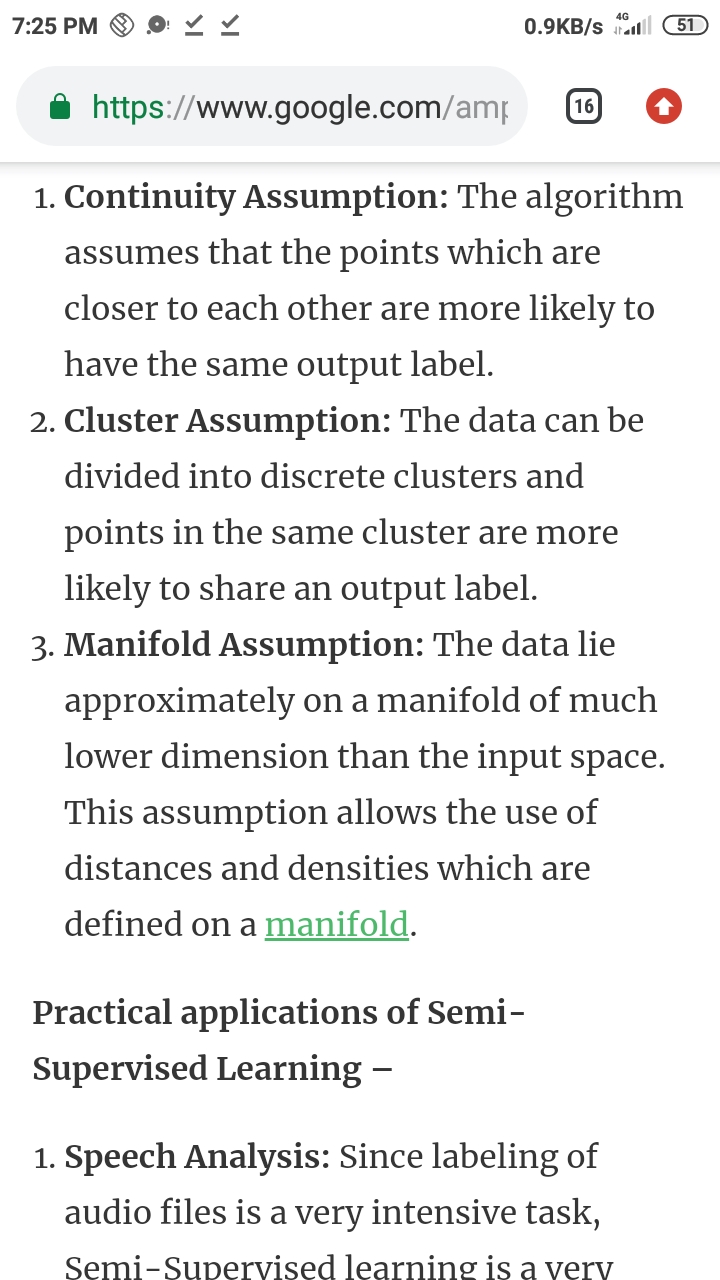 7:25 PM 0.9KB/s 4G 51
https://www.google.com/amp 16
1. Continuity Assumption: The algorithm
assumes that the points which are
closer to each other are more likely to
have the same output label.
2. Cluster Assumption: The data can be
divided into discrete clusters and
points in the same cluster are more
likely to share an output label.
3. Manifold Assumption: The data lie
approximately on a manifold of much
lower dimension than the input space.
This assumption allows the use of
distances and densities which are
defined on a manifold.
Practical applications of Semi-
Supervised Learning –
1. Speech Analysis: Since labeling of
audio files is a very intensive task,
Semi-Supervised learning is a very